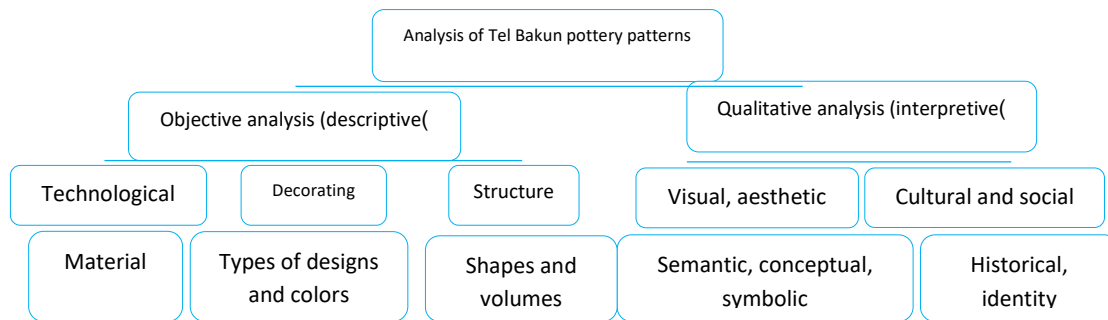 Analysis of Tel Bakun pottery patterns
Objective analysis (descriptive(
Qualitative analysis (interpretive(
Technological
Decorating
Structure
Visual, aesthetic
Cultural and social
Material
Types of designs
and colors
Shapes and
volumes
Semantic, conceptual,
symbolic
Historical,
identity